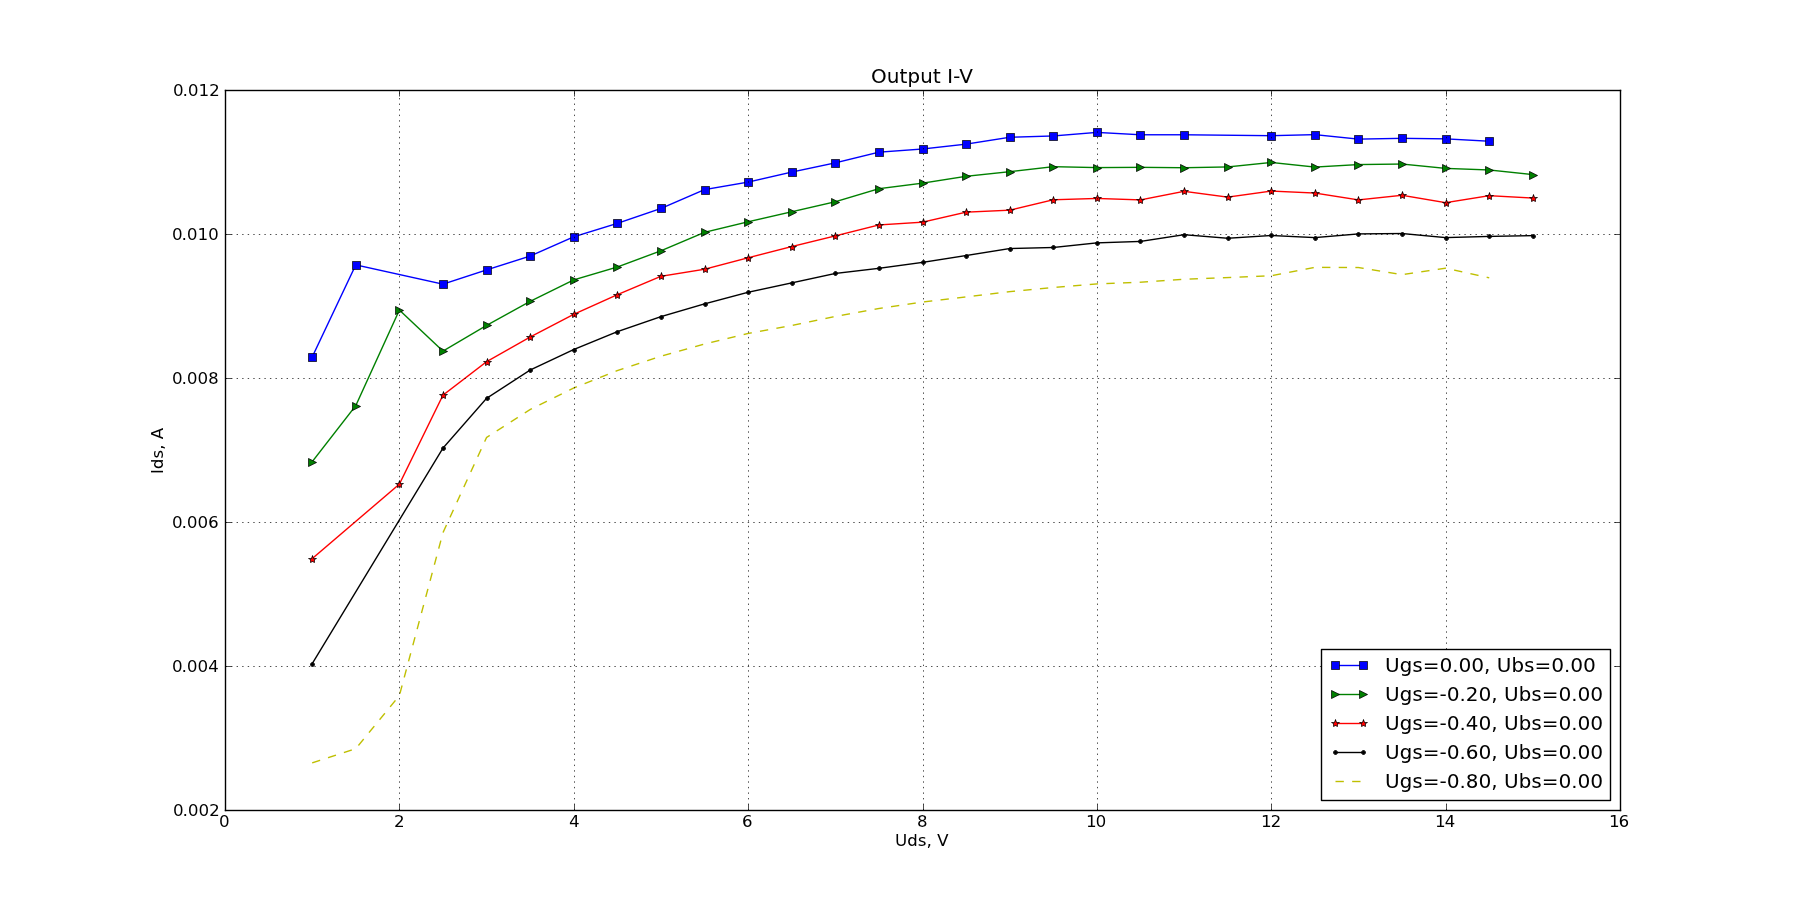 Output I-V
0.012
0.010
0.008
0.006
0.004
0.002
Ids, A
0 2 4 6 8 10 12 14 16
Uds, V
Ugs=0.00, Ubs=0.00
Ugs=-0.20, Ubs=0.00
Ugs=-0.40, Ubs=0.00
Ugs=-0.60, Ubs=0.00
Ugs=-0.80, Ubs=0.00